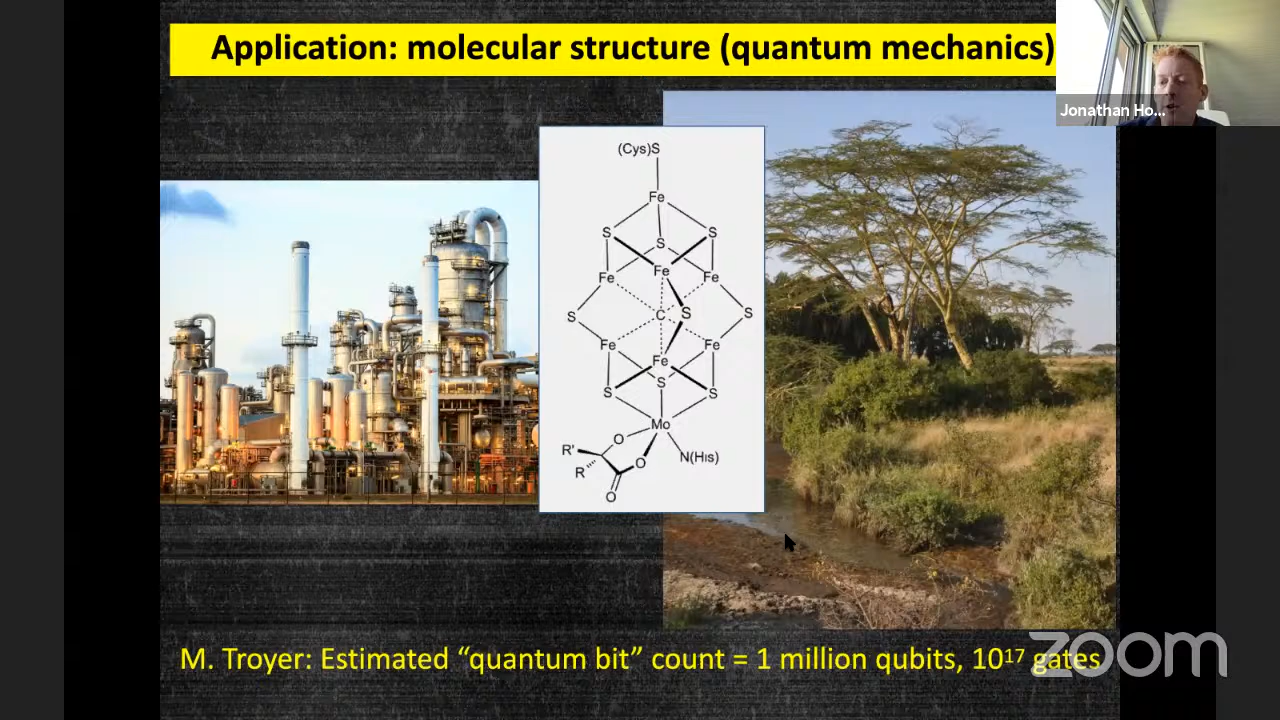 Application: molecular structure (quantum mechanics)
Jonathan Ho...
(Cys)S
Fe
S
S
S
Fe
Fe
Fe
S
C
S
S
Fe
Fe
Fe
S
S
S
Mo
O
R'
N(His)
R
O
O
M. Troyer: Estimated “quantum bit” count = 1 million qubits, 10¹⁷ gates
zoom